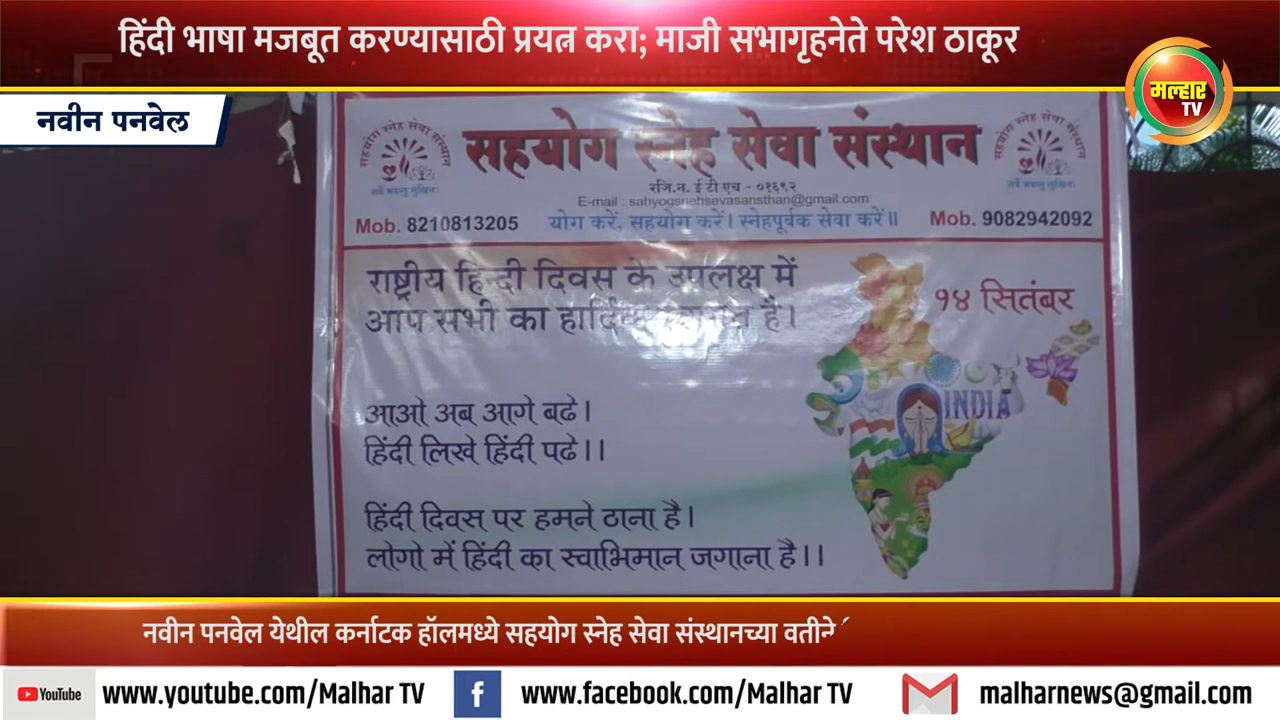 हिंदी भाषा मजबूत करण्यासाठी प्रयत्न करा; माजी सभागृहनेते परेश ठाकूर
मल्हार
TV
नवीन पनवेल
सहयोग स्नेह सेवा संस्थान
सहयोग स्नेह सेवा संस्थान
सहयोग स्नेह सेवा संस्थान
रजि.न. ई टी एच - ०१६९२
E-mail : sahyogsnehsevasansthan@gmail.com
Mob. 8210813205 योग करें, सहयोग करें। स्नेहपूर्वक सेवा करें॥ Mob. 9082942092
राष्ट्रीय हिन्दी दिवस के उपलक्ष में
आप सभी का हार्दिक है।
१४ सितंबर
INDIA
आओ अब आगे बढे।
हिंदी लिखे हिंदी पढे।।
हिंदी दिवस पर हमने ठाना है।
लोगो में हिंदी का स्वाभिमान जगाना है।।
नवीन पनवेल येथील कर्नाटक हॉलमध्ये सहयोग स्नेह सेवा संस्थानच्या वतीने
YouTube www.youtube.com/Malhar TV f www.facebook.com/Malhar TV malharnews@gmail.com